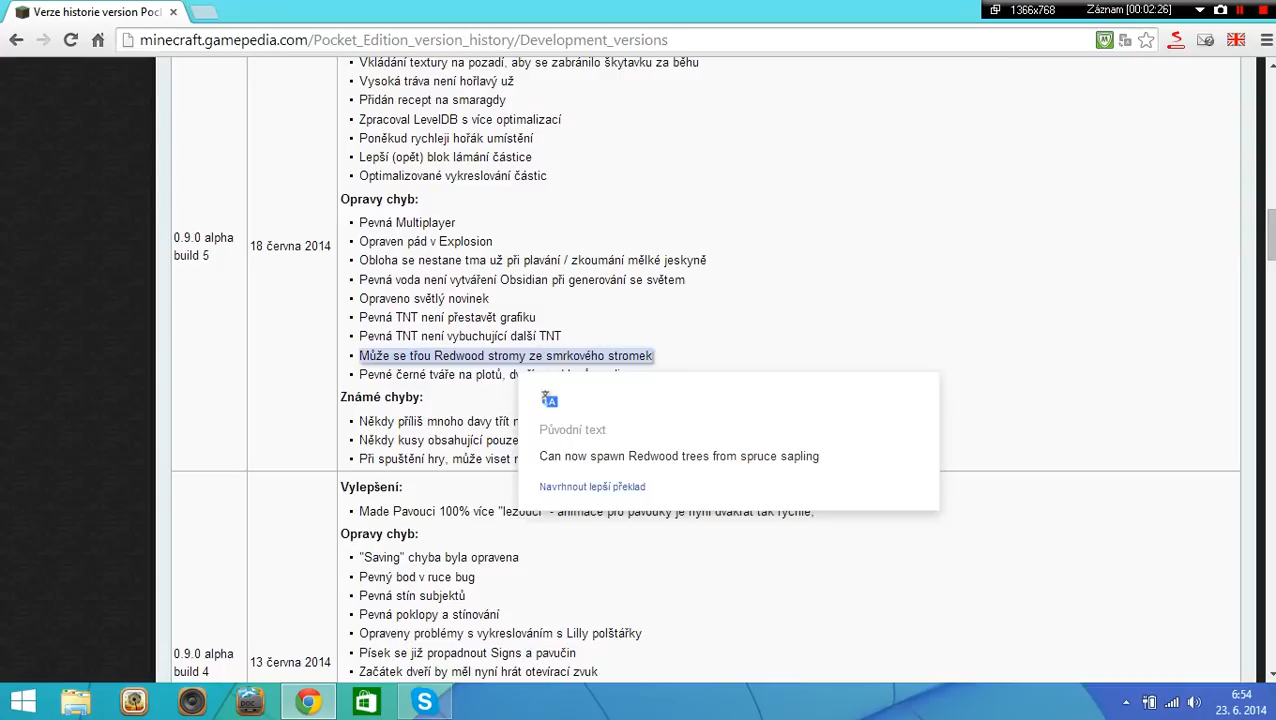 Verze historie version Pock
1366x768
Záznam [00:02:26]
minecraft.gamepedia.com/Pocket_Edition_version_history/Development_versions
Vkládání textury na pozadí, aby se zabránilo škytavku za běhu
Vysoká tráva není hořlavý už
Přidán recept na smaragdy
Zpracoval LevelDB s více optimalizací
Poněkud rychleji hořák umístění
Lepší (opět) blok lámání částice
Optimalizované vykreslování částic
Opravy chyb:
Pevná Multiplayer
0.9.0 alpha
build 5
18 června 2014
Opraven pád v Explosion
Obloha se nestane tma už při plavání / zkoumání mělké jeskyně
Pevná voda není vytváření Obsidian při generování se světem
Opraveno světlý novinek
Pevná TNT není přestavět grafiku
Pevná TNT není vybuchující další TNT
Může se třou Redwood stromy ze smrkového stromek
Pevné černé tváře na plotů,
Známé chyby:
Někdy příliš mnoho davy třít n
Někdy kusy obsahující pouze
Při spuštění hry, může viset r
Původní text
Can now spawn Redwood trees from spruce sapling
Navrhnout lepší překlad
Vylepšení:
Made Pavouci 100% více "lezoucí" - animace pro pavouky je nyní dvakrát tak rychle;
Opravy chyb:
"Saving" chyba byla opravena
Pevný bod v ruce bug
Pevná stín subjektů
Pevná poklopy a stínování
Opraveny problémy s vykreslováním s Lilly polštářky
0.9.0 alpha
build 4
13 června 2014
Písek se již propadnout Signs a pavučin
Začátek dveří by měl nyní hrát otevírací zvuk
DOC
6:54
23. 6. 2014